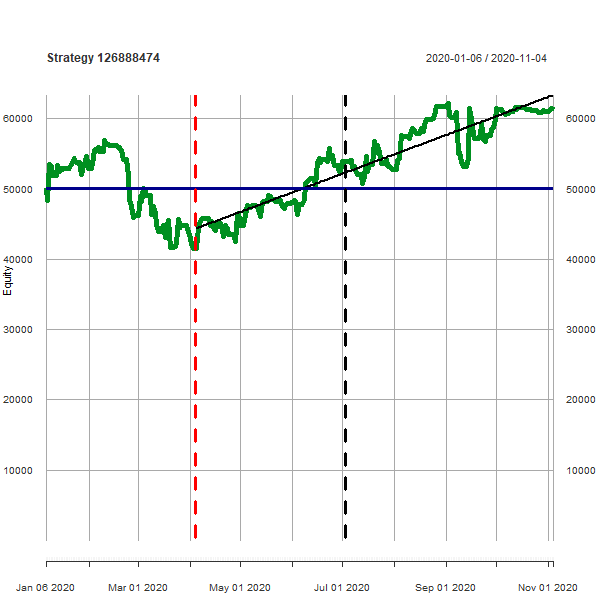 Strategy 126888474
2020-01-06 / 2020-11-04
60000
60000
50000
50000
40000
40000
Equity
30000
30000
20000
20000
10000
10000
Jan 06 2020
Mar 01 2020
May 01 2020
Jul 01 2020
Sep 01 2020
Nov 01 2020